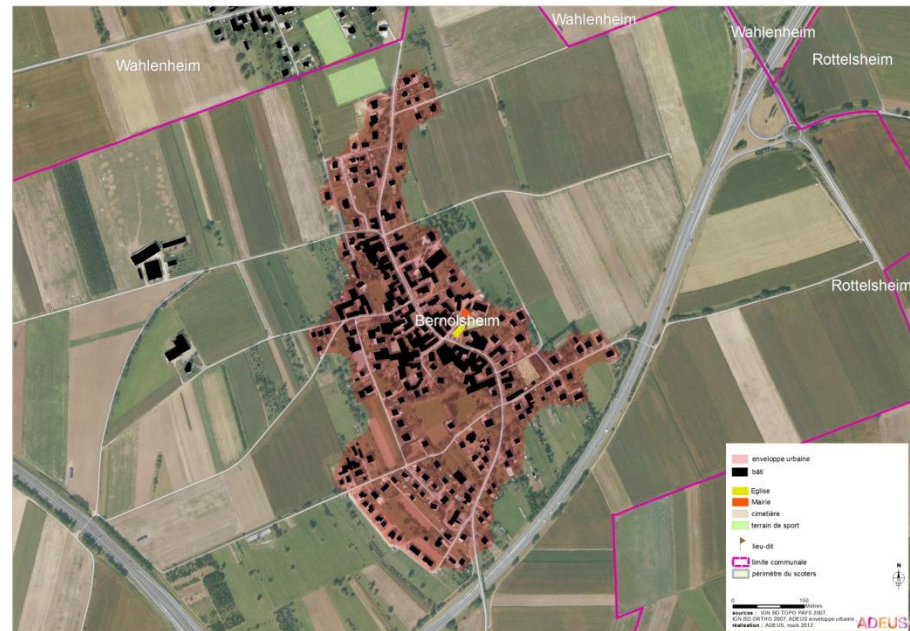 Wahlenheim
Wahlenheim
Wahlenheim
Rottelsheim
Rottelsheim
Bernolsheim
enveloppe urbaine
bâti
Eglise
Mairie
cimetière
terrain de sport
lieu-dit
limite communale
périmètre du scoters
N
0 150
Mètres
sources : IGN BD TOPO PAYS 2007,
IGN BD ORTHO 2007, ADEUS enveloppe urbaine
réalisation : ADEUS, mars 2012
ADEUS